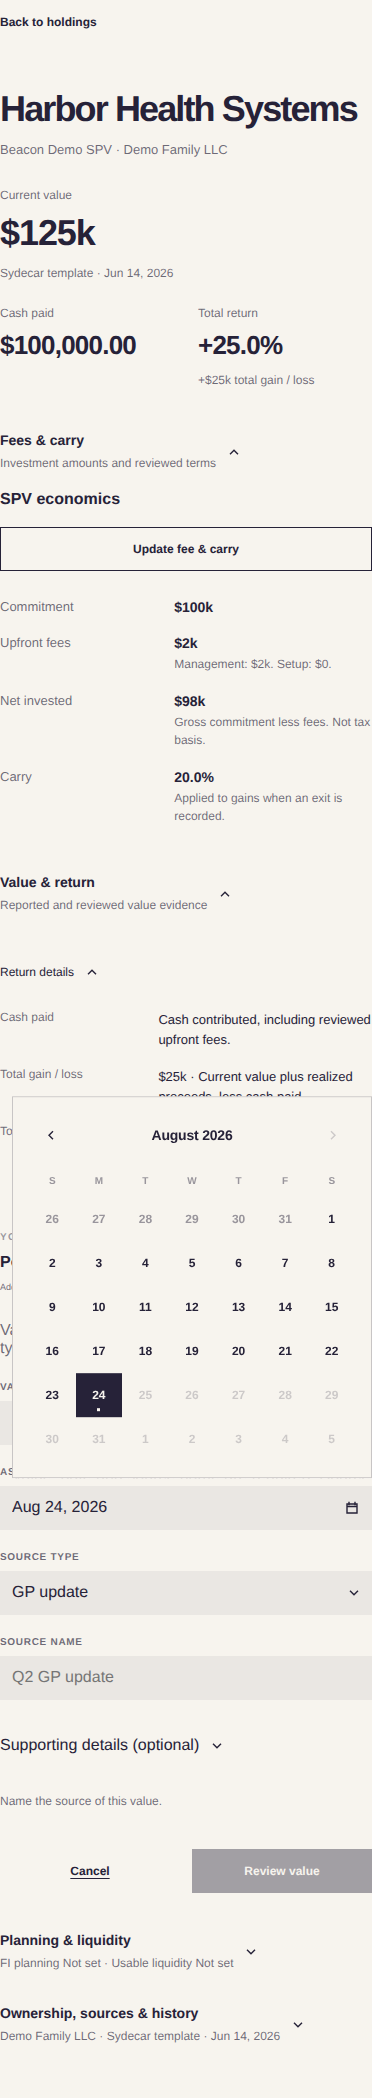 Back to holdings
Harbor Health Systems
Beacon Demo SPV · Demo Family LLC
Current value
$125k
Sydecar template · Jun 14, 2026
Cash paid
$100,000.00
Total return
+25.0%
+$25k total gain / loss
Fees & carry
Investment amounts and reviewed terms
SPV economics
Update fee & carry
Commitment
$100k
Upfront fees
$2k
Management: $2k. Setup: $0.
Net invested
$98k
Gross commitment less fees. Not tax
basis.
Carry
20.0%
Applied to gains when an exit is
recorded.
Value & return
Reported and reviewed value evidence
Return details
Cash paid
Cash contributed, including reviewed
upfront fees.
Total gain / loss
$25k · Current value plus realized
proceeds, less cash paid
August 2026
S M T W T F S
26 27 28 29 30 31 1
2 3 4 5 6 7 8
9 10 11 12 13 14 15
16 17 18 19 20 21 22
23 24 25 26 27 28 29
30 31 1 2 3 4 5
Aug 24, 2026
SOURCE TYPE
GP update
SOURCE NAME
Q2 GP update
Supporting details (optional)
Name the source of this value.
Cancel
Review value
Planning & liquidity
FI planning Not set · Usable liquidity Not set
Ownership, sources & history
Demo Family LLC · Sydecar template · Jun 14, 2026